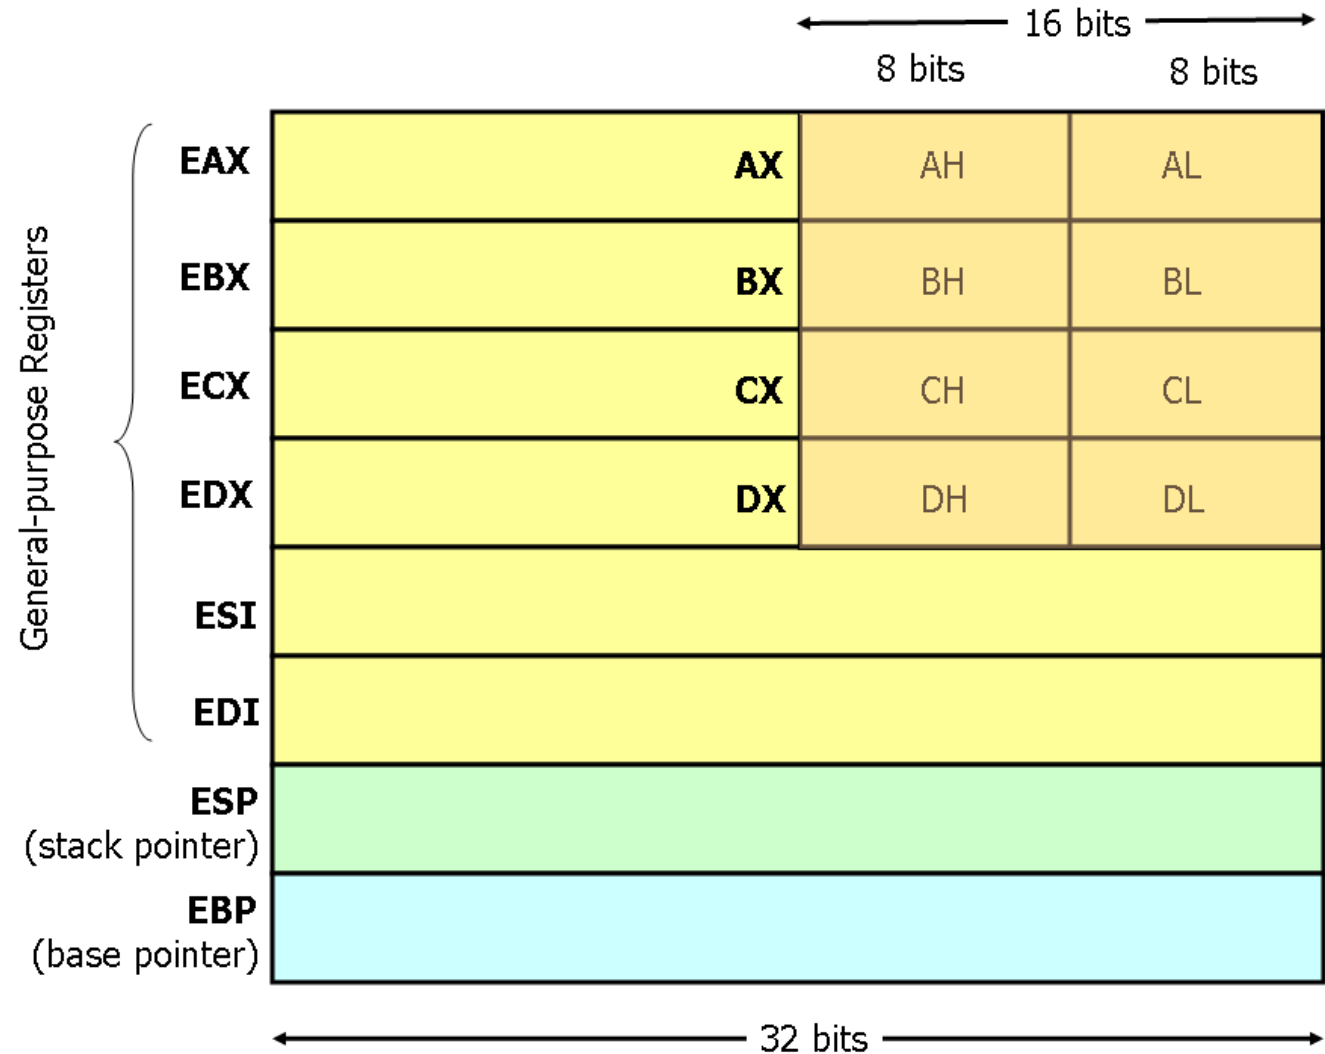 16 bits
8 bits 8 bits
General-purpose Registers
EAX AX AH AL
EBX BX BH BL
ECX CX CH CL
EDX DX DH DL
ESI
EDI
ESP
(stack pointer)
EBP
(base pointer)
32 bits